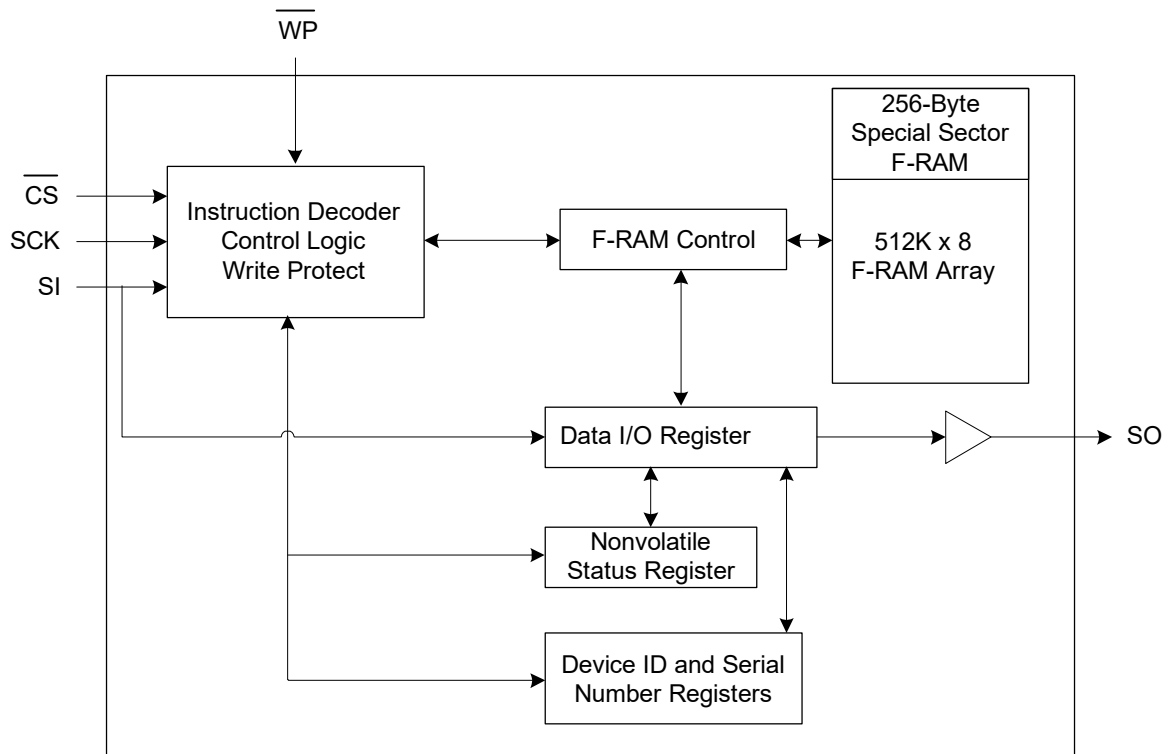 WP
256-Byte
Special Sector
F-RAM
CS
SCK
SI
Instruction Decoder
Control Logic
Write Protect
F-RAM Control
512K x 8
F-RAM Array
Data I/O Register
SO
Nonvolatile
Status Register
Device ID and Serial
Number Registers